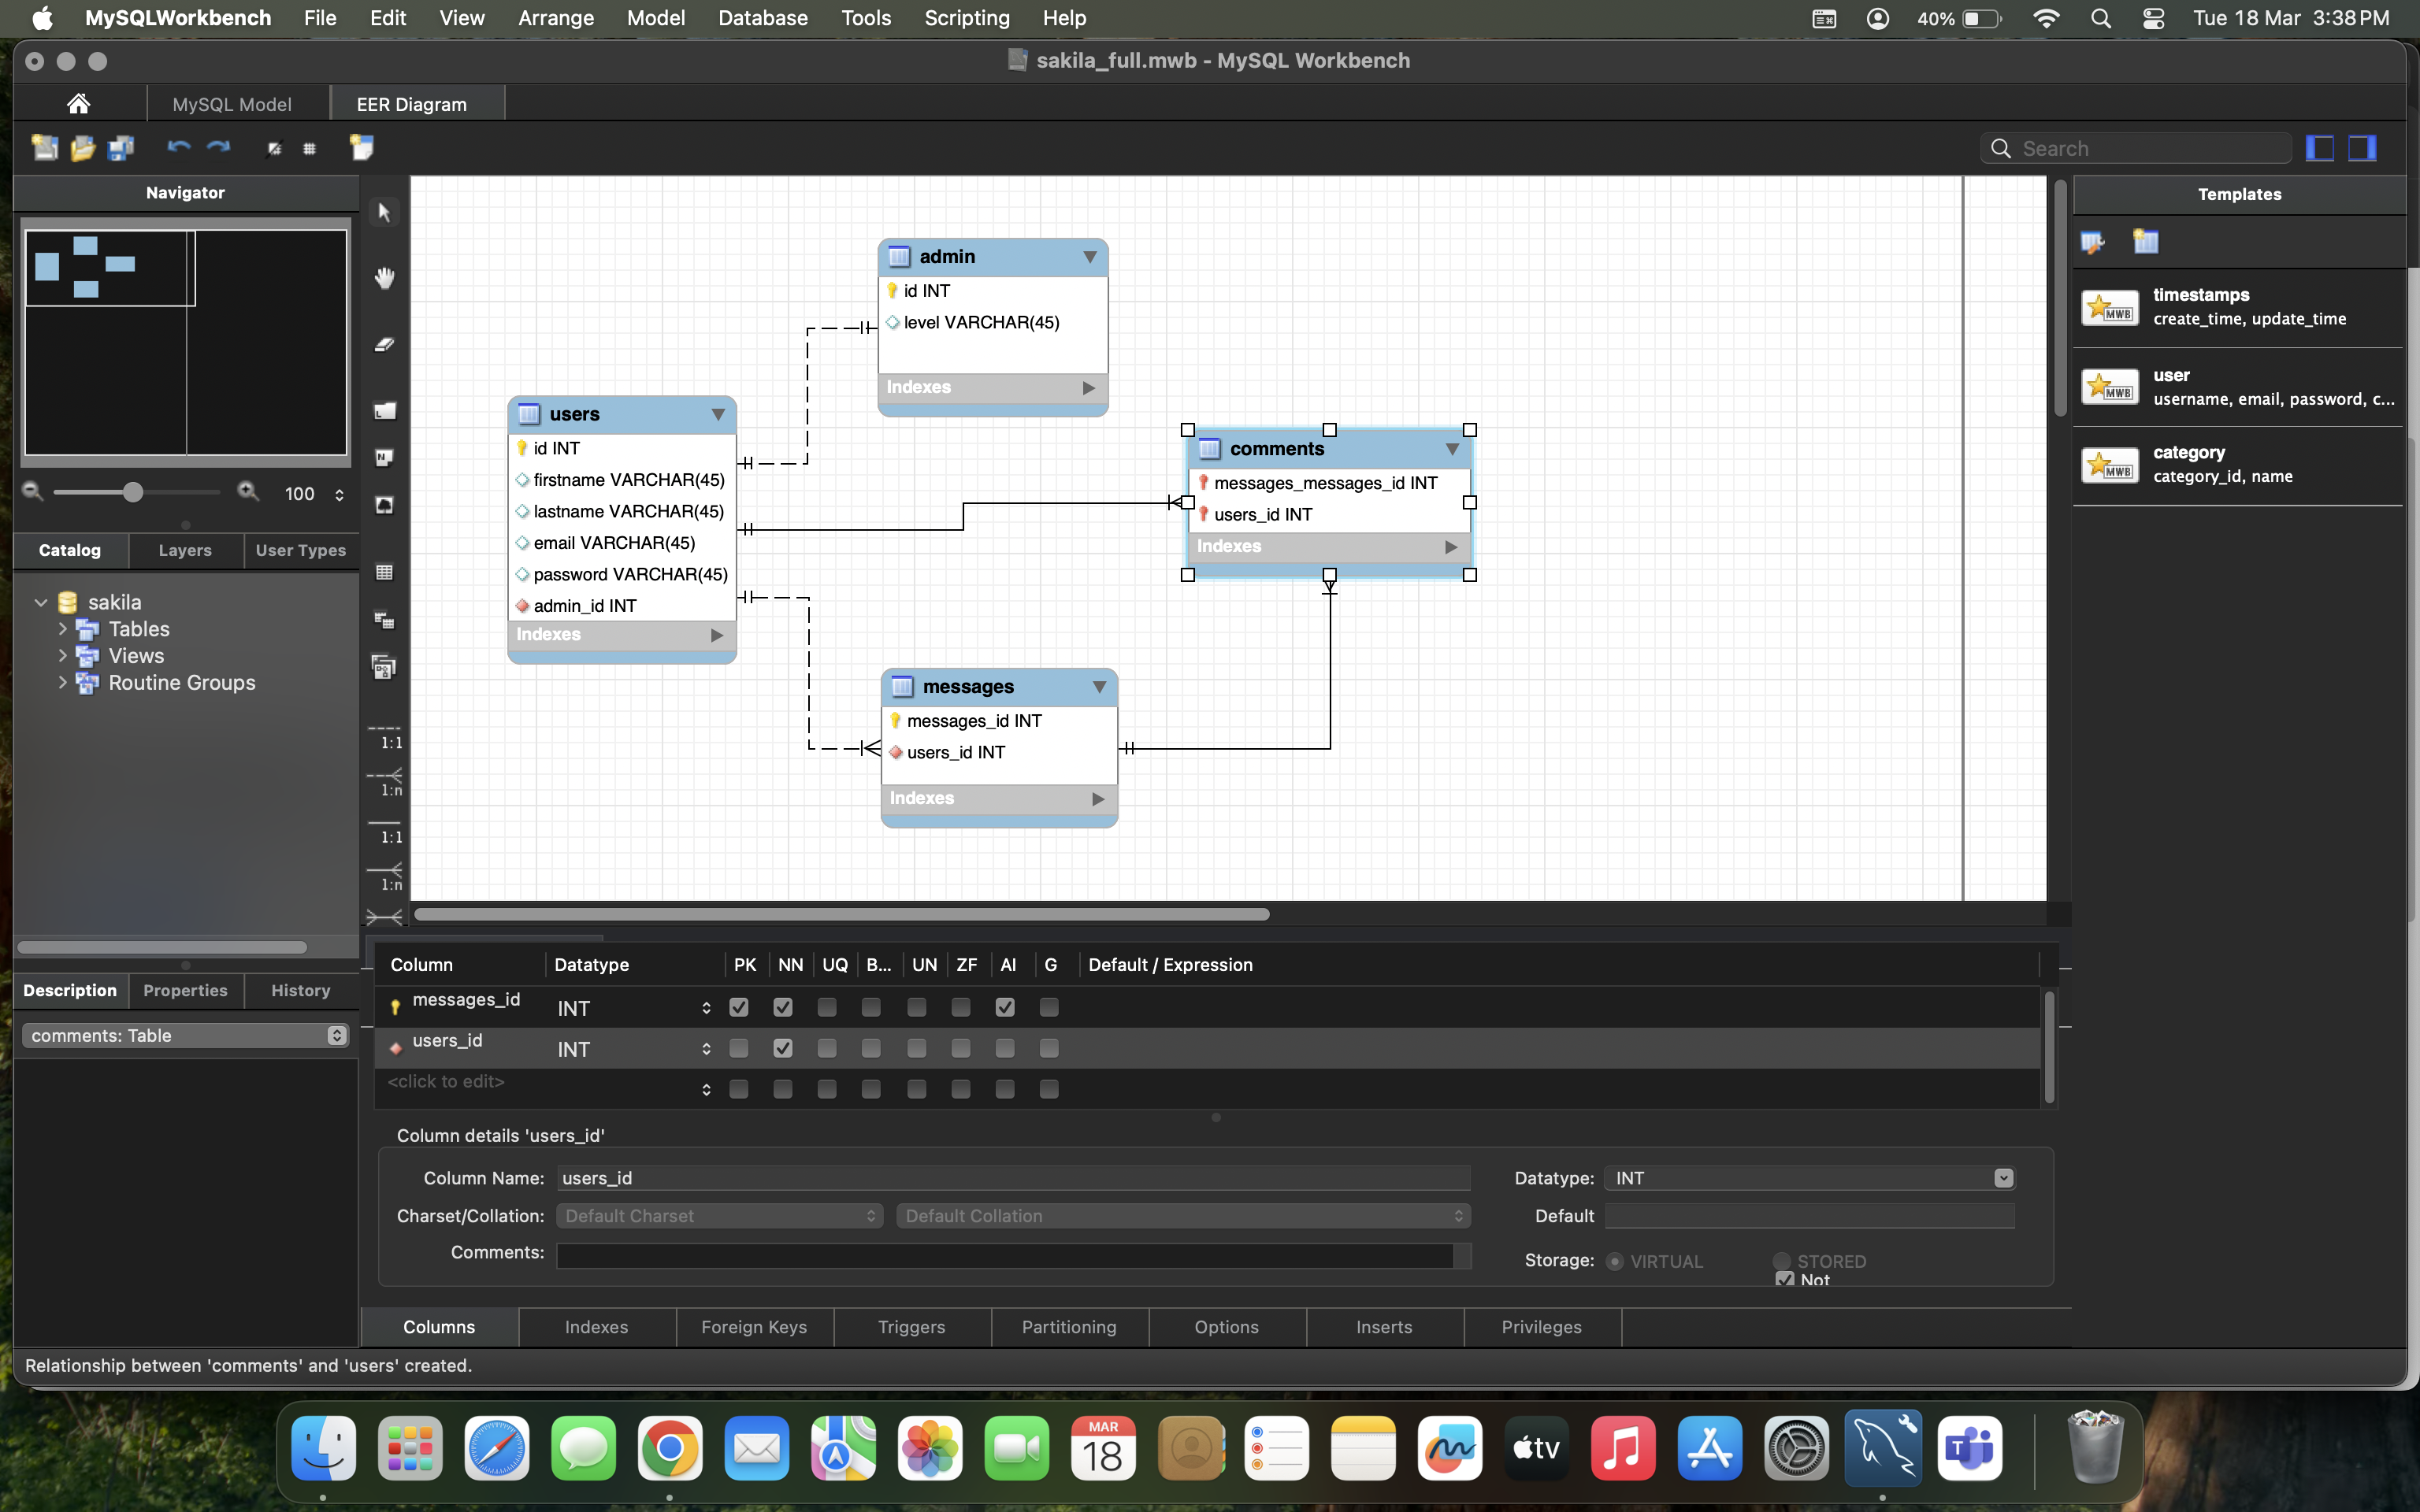 MySQLWorkbench File Edit View Arrange Model Database Tools Scripting Help 40% Tue 18 Mar 3:38 PM
sakila_full.mwb - MySQL Workbench
MySQL Model EER Diagram
Search
Navigator
100
Catalog Layers User Types
sakila
Tables
Views
Routine Groups
Description Properties History
comments: Table
1:1
1:n
1:1
1:n
admin
id INT
level VARCHAR(45)
Indexes
users
id INT
firstname VARCHAR(45)
lastname VARCHAR(45)
email VARCHAR(45)
password VARCHAR(45)
admin_id INT
Indexes
comments
messages_messages_id INT
users_id INT
Indexes
messages
messages_id INT
users_id INT
Indexes
Templates
MWB
timestamps
create_time, update_time
MWB
user
username, email, password, c...
MWB
category
category_id, name
Column Datatype PK NN UQ B... UN ZF AI G Default / Expression
messages_id INT
users_id INT
<click to edit>
Column details 'users_id'
Column Name: users_id Datatype: INT
Charset/Collation: Default Charset Default Collation Default
Comments:
Storage: VIRTUAL STORED
Not
Columns Indexes Foreign Keys Triggers Partitioning Options Inserts Privileges
Relationship between 'comments' and 'users' created.
MAR
18
tv
T